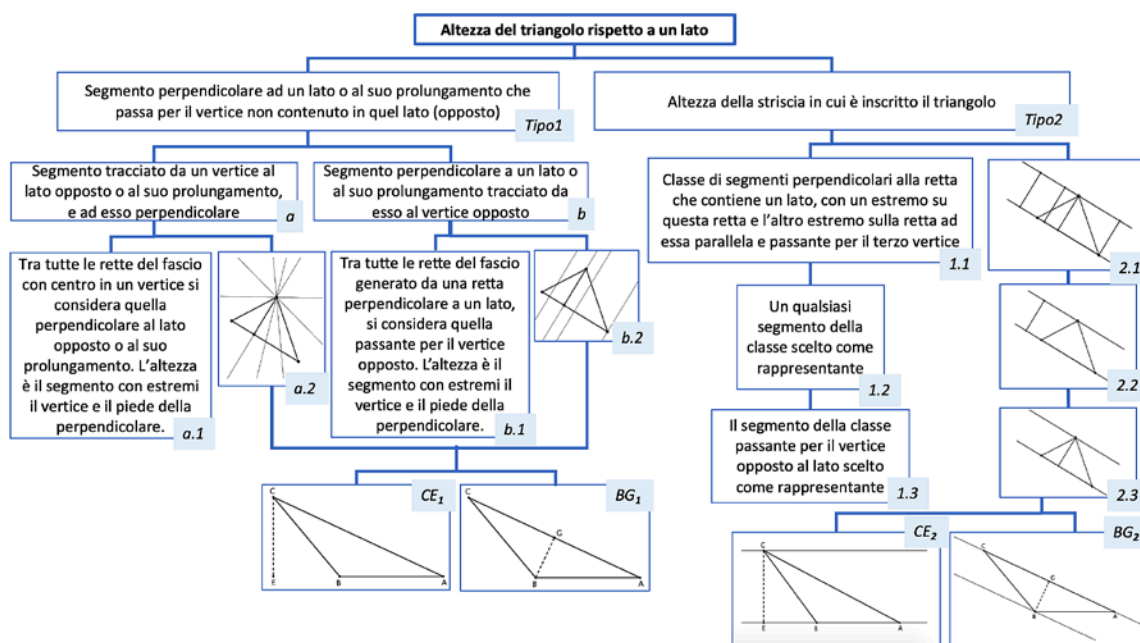 Altezza del triangolo rispetto a un lato
Segmento perpendicolare ad un lato o al suo prolungamento che
passa per il vertice non contenuto in quel lato (opposto)
Tipo1
Altezza della striscia in cui è inscritto il triangolo
Tipo2
Segmento tracciato da un vertice al
lato opposto o al suo prolungamento,
e ad esso perpendicolare
a
Segmento perpendicolare a un lato o
al suo prolungamento tracciato da
esso al vertice opposto
b
Classe di segmenti perpendicolari alla retta
che contiene un lato, con un estremo su
questa retta e l'altro estremo sulla retta ad
essa parallela e passante per il terzo vertice
1.1
2.1
Tra tutte le rette del fascio
con centro in un vertice si
considera quella
perpendicolare al lato
opposto o al suo
prolungamento. L'altezza
è il segmento con estremi
il vertice e il piede della
perpendicolare.
a.1
a.2
Tra tutte le rette del fascio
generato da una retta
perpendicolare a un lato,
si considera quella
passante per il vertice
opposto. L'altezza è il
segmento con estremi il
vertice e il piede della
perpendicolare.
b.1
b.2
Un qualsiasi
segmento della
classe scelto come
rappresentante
1.2
2.2
Il segmento della classe
passante per il vertice
opposto al lato scelto
come rappresentante
1.3
2.3
CE1
C
E
B
A
BG1
C
G
B
A
CE2
C
E
B
A
BG2
C
G
B
A